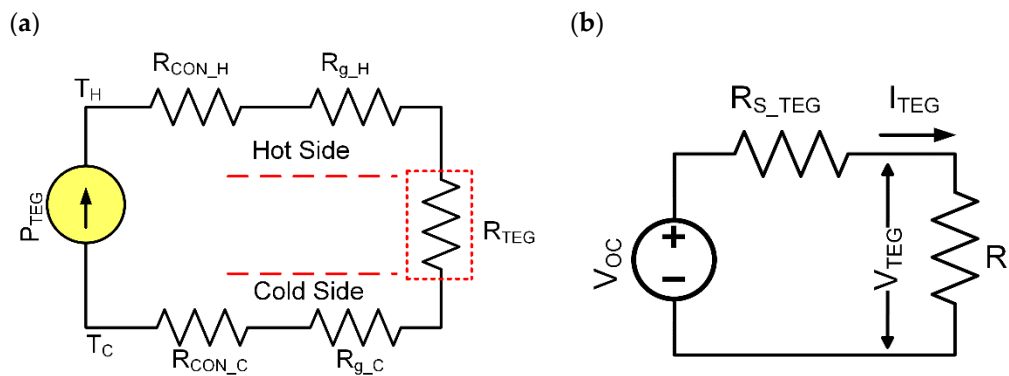 (a)
R_CON_H
R_g_H
T_H
Hot Side
P_TEG
R_TEG
Cold Side
T_C
R_CON_C
R_g_C
(b)
R_S_TEG
I_TEG
+
−
V_OC
V_TEG
R